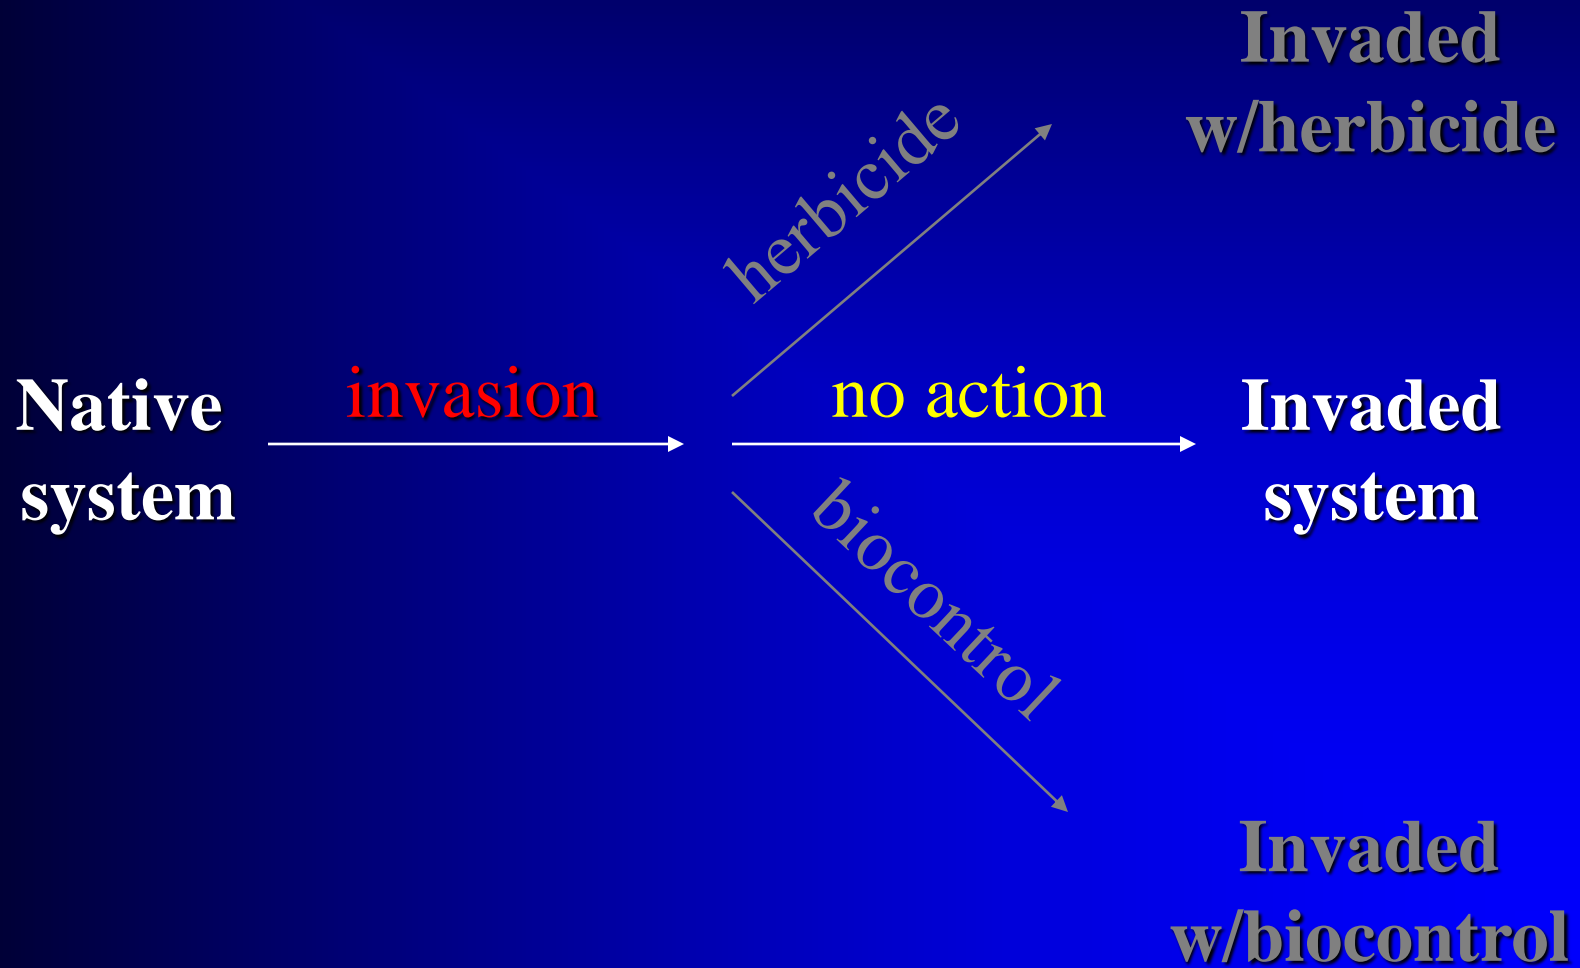 Invaded
w/herbicide
herbicide
Native
system
invasion
no action
Invaded
system
biocontrol
Invaded
w/biocontrol